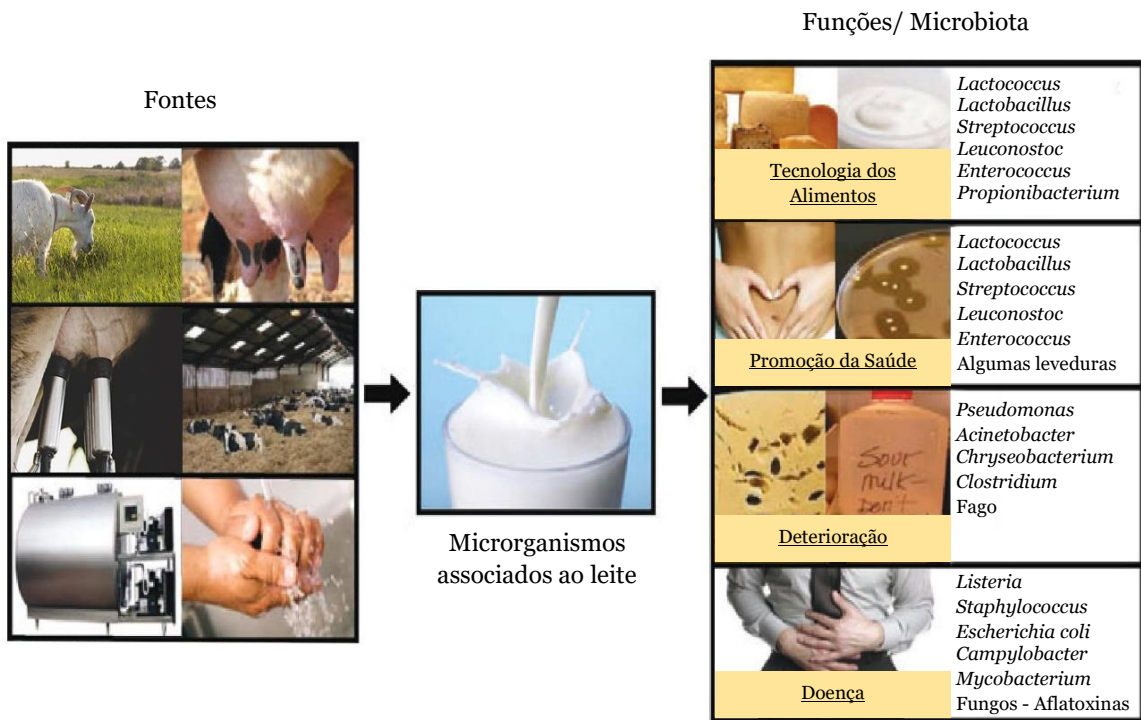 Funções/ Microbiota
Fontes
Microrganismos
associados ao leite
Tecnologia dos
Alimentos
Lactococcus
Lactobacillus
Streptococcus
Leuconostoc
Enterococcus
Propionibacterium
Promoção da Saúde
Lactococcus
Lactobacillus
Streptococcus
Leuconostoc
Enterococcus
Algumas leveduras
Sour
milk-
Don't
Deterioração
Pseudomonas
Acinetobacter
Chryseobacterium
Clostridium
Fago
Doença
Listeria
Staphylococcus
Escherichia coli
Campylobacter
Mycobacterium
Fungos - Aflatoxinas